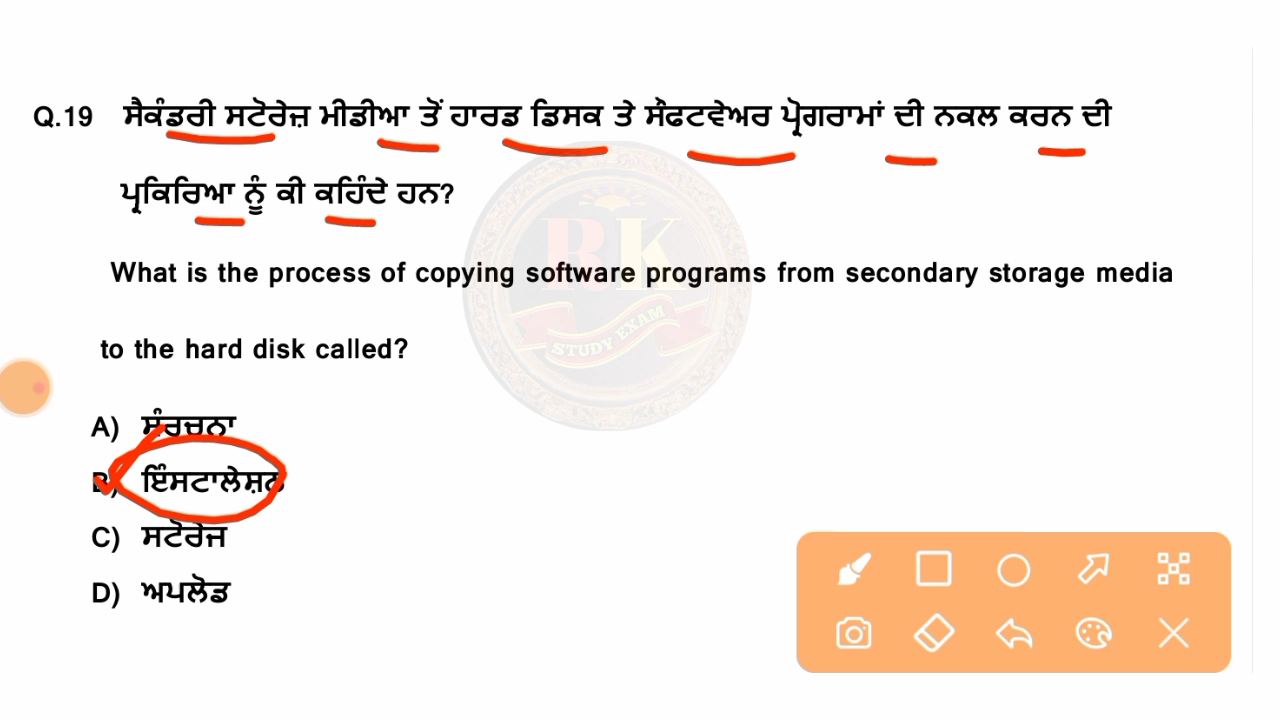 Q.19 ਸੈਕੰਡਰੀ ਸਟੋਰੇਜ਼ ਮੀਡੀਆ ਤੋਂ ਹਾਰਡ ਡਿਸਕ ਤੇ ਸੌਫਟਵੇਅਰ ਪ੍ਰੋਗਰਾਮਾਂ ਦੀ ਨਕਲ ਕਰਨ ਦੀ
ਪ੍ਰਕਿਰਿਆ ਨੂੰ ਕੀ ਕਹਿੰਦੇ ਹਨ?
RK
STUDY EXAM
What is the process of copying software programs from secondary storage media
to the hard disk called?
A) ਸੰਰਚਨਾ
B) ਇੰਸਟਾਲੇਸ਼ਨ
C) ਸਟੋਰੇਜ
D) ਅਪਲੋਡ